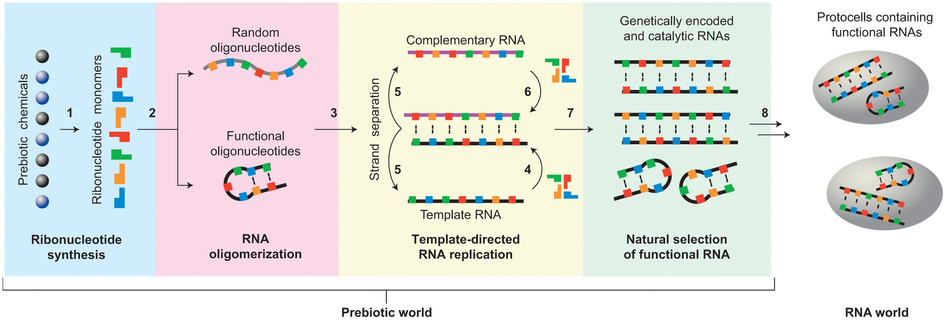 Prebiotic chemicals
1
Ribonucleotide monomers
2
Ribonucleotide
synthesis
Random
oligonucleotides
Functional
oligonucleotides
3
RNA
oligomerization
Complementary RNA
Strand separation
5
6
5
4
Template RNA
7
Template-directed
RNA replication
Genetically encoded
and catalytic RNAs
8
Natural selection
of functional RNA
Protocells containing
functional RNAs
Prebiotic world
RNA world